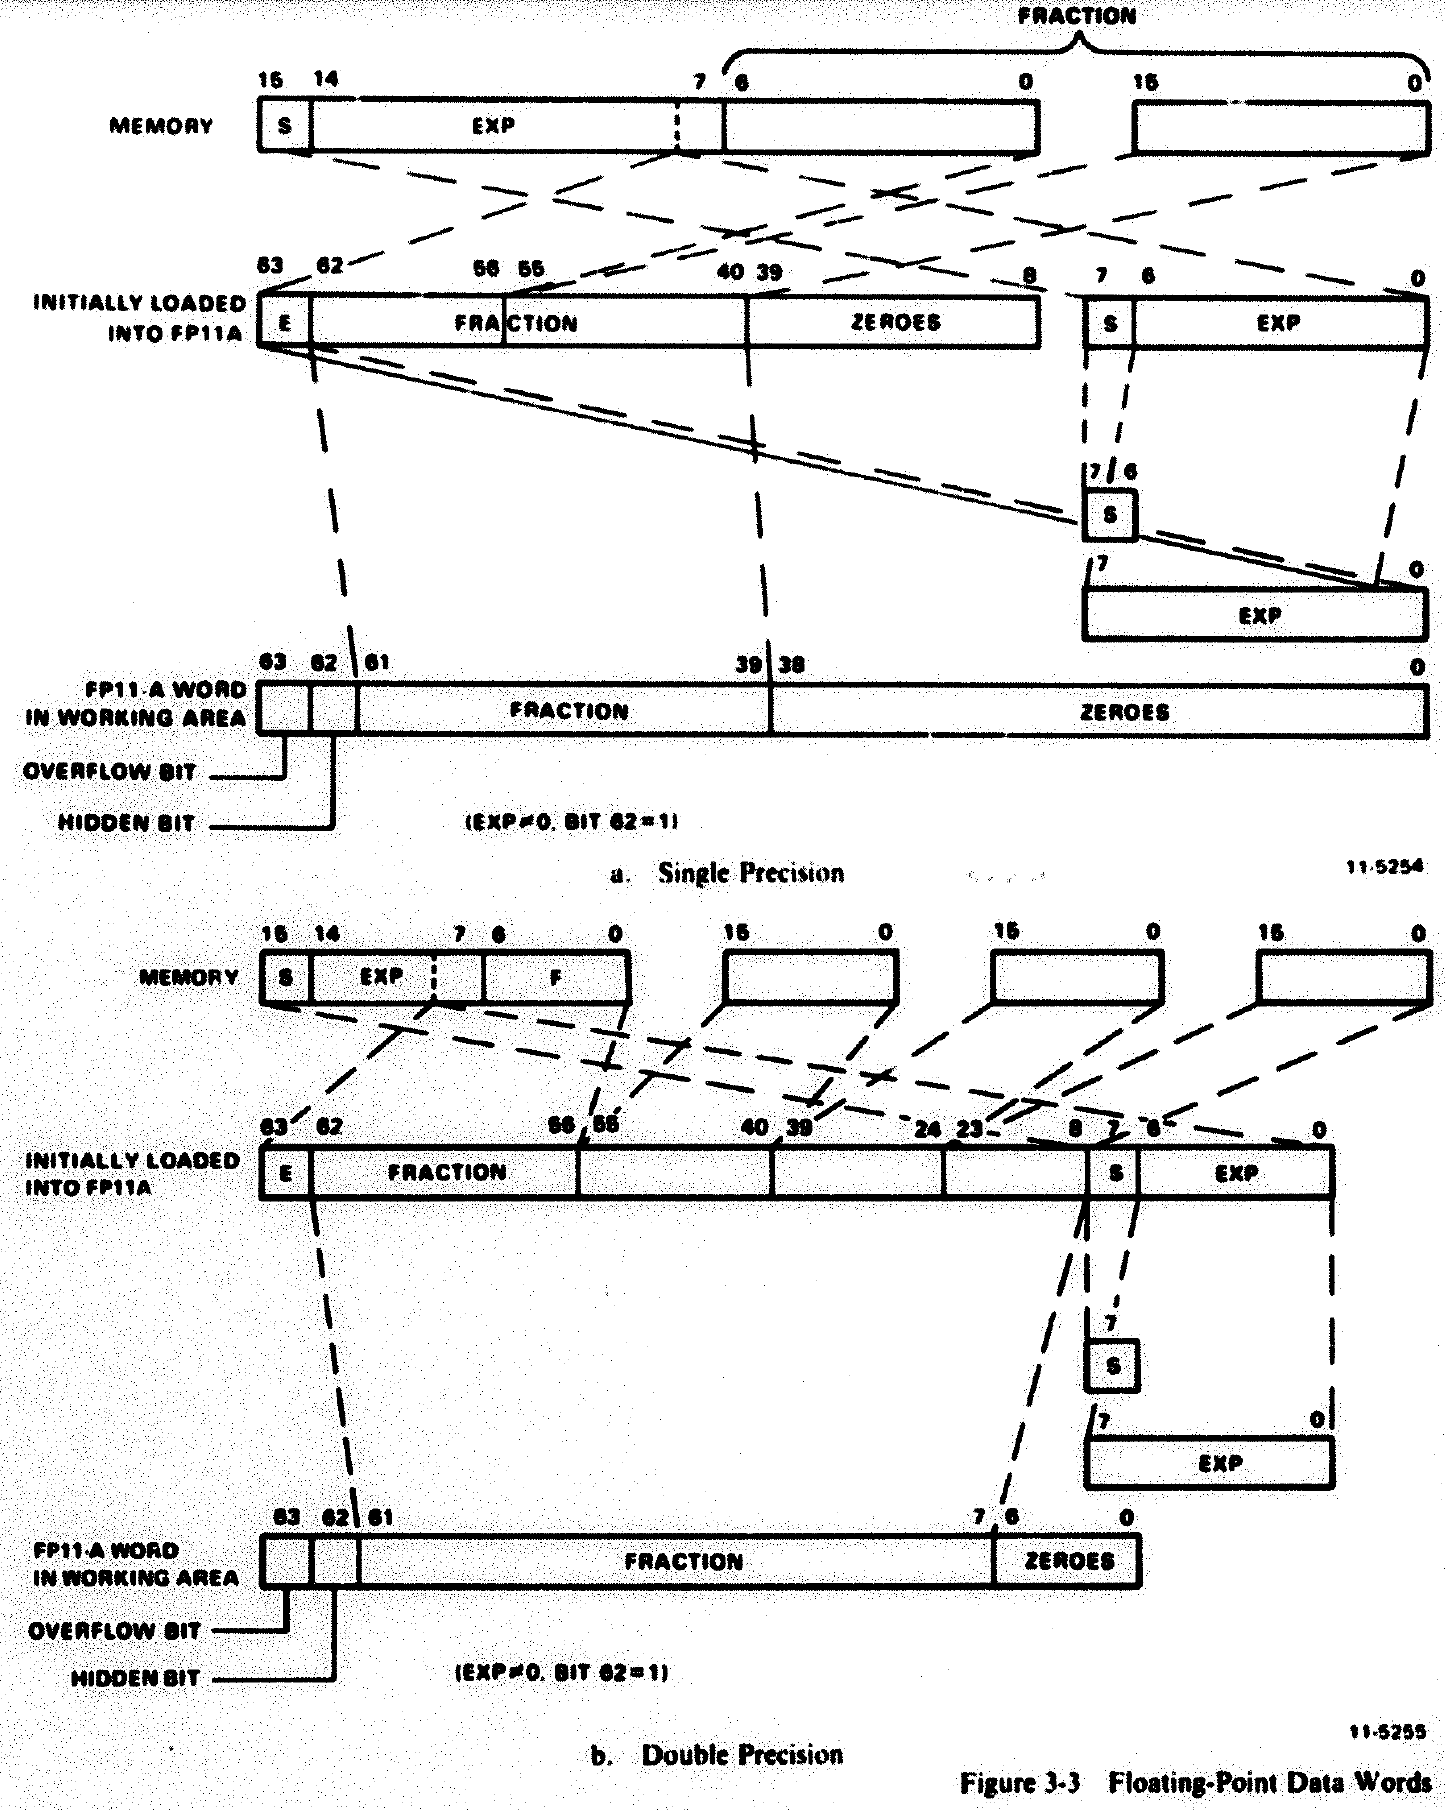 FRACTION
15 14 7 6 0 15 0
MEMORY S EXP
63 62 56 55 40 39 8 7 6 0
INITIALLY LOADED
INTO FP11A
E FRACTION ZEROES S EXP
7 6
S
7 0
EXP
63 62 61 39 38 0
FP11-A WORD
IN WORKING AREA
FRACTION ZEROES
OVERFLOW BIT
HIDDEN BIT (EXP≠0, BIT 62=1)
a. Single Precision 11-5254
15 14 7 6 0 15 0 15 0 15 0
MEMORY S EXP F
63 62 56 55 40 39 24 23 8 7 6 0
INITIALLY LOADED
INTO FP11A
E FRACTION S EXP
7
S
7 0
EXP
63 62 61 7 6 0
FP11-A WORD
IN WORKING AREA
FRACTION ZEROES
OVERFLOW BIT
HIDDEN BIT (EXP≠0, BIT 62=1)
11-5255
b. Double Precision
Figure 3-3 Floating-Point Data Words